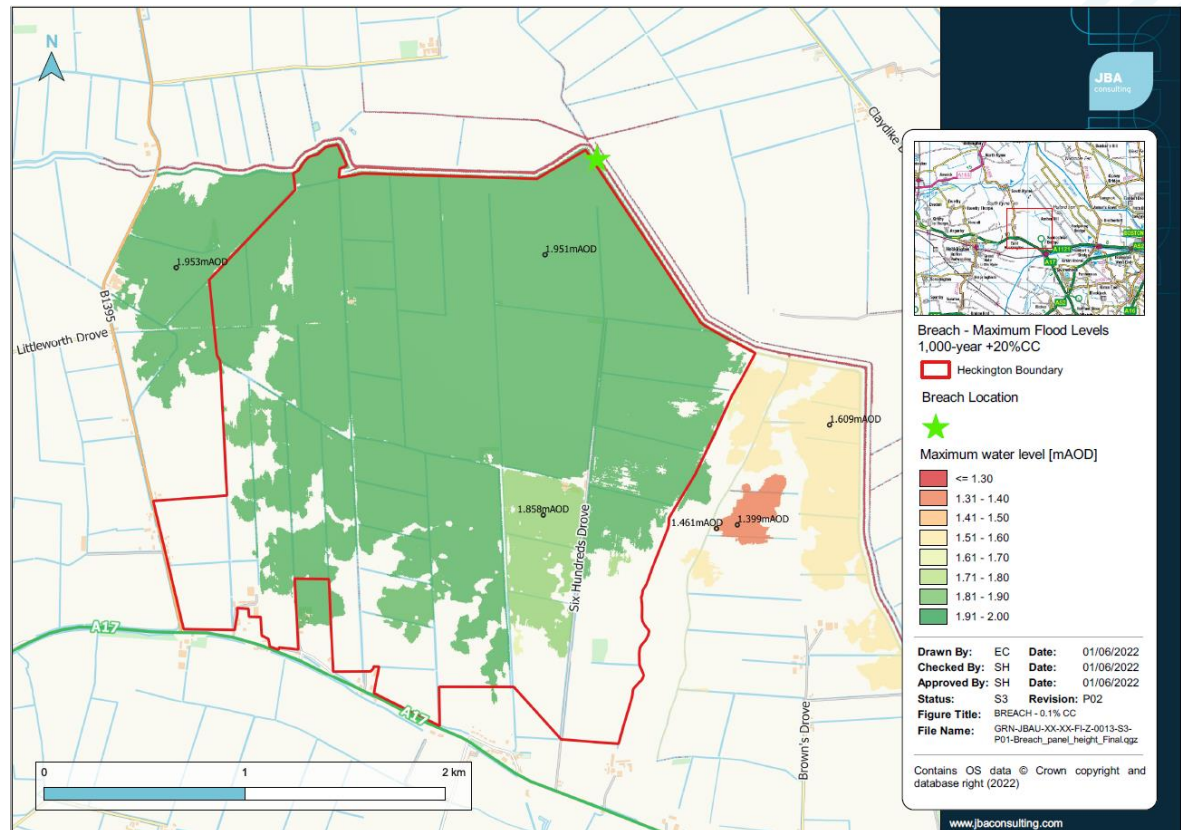 N
JBA
consulting
Claydike
1.953mAOD
1.951mAOD
B1395
Littleworth Drove
1.609mAOD
1.858mAOD
1.461mAOD
1.399mAOD
Six Hundreds Drove
A17
A17
Brown's Drove
0 1 2 km
Breach - Maximum Flood Levels
1,000-year +20%CC
Heckington Boundary
Breach Location
Maximum water level [mAOD]
<= 1.30
1.31 - 1.40
1.41 - 1.50
1.51 - 1.60
1.61 - 1.70
1.71 - 1.80
1.81 - 1.90
1.91 - 2.00
Drawn By: EC Date: 01/06/2022
Checked By: SH Date: 01/06/2022
Approved By: SH Date: 01/06/2022
Status: S3 Revision: P02
Figure Title: BREACH - 0.1% CC
File Name: GRN-JBAU-XX-XX-FI-Z-0013-S3-
P01-Breach_panel_height_Final.qgz
Contains OS data © Crown copyright and
database right (2022)
www.jbaconsulting.com